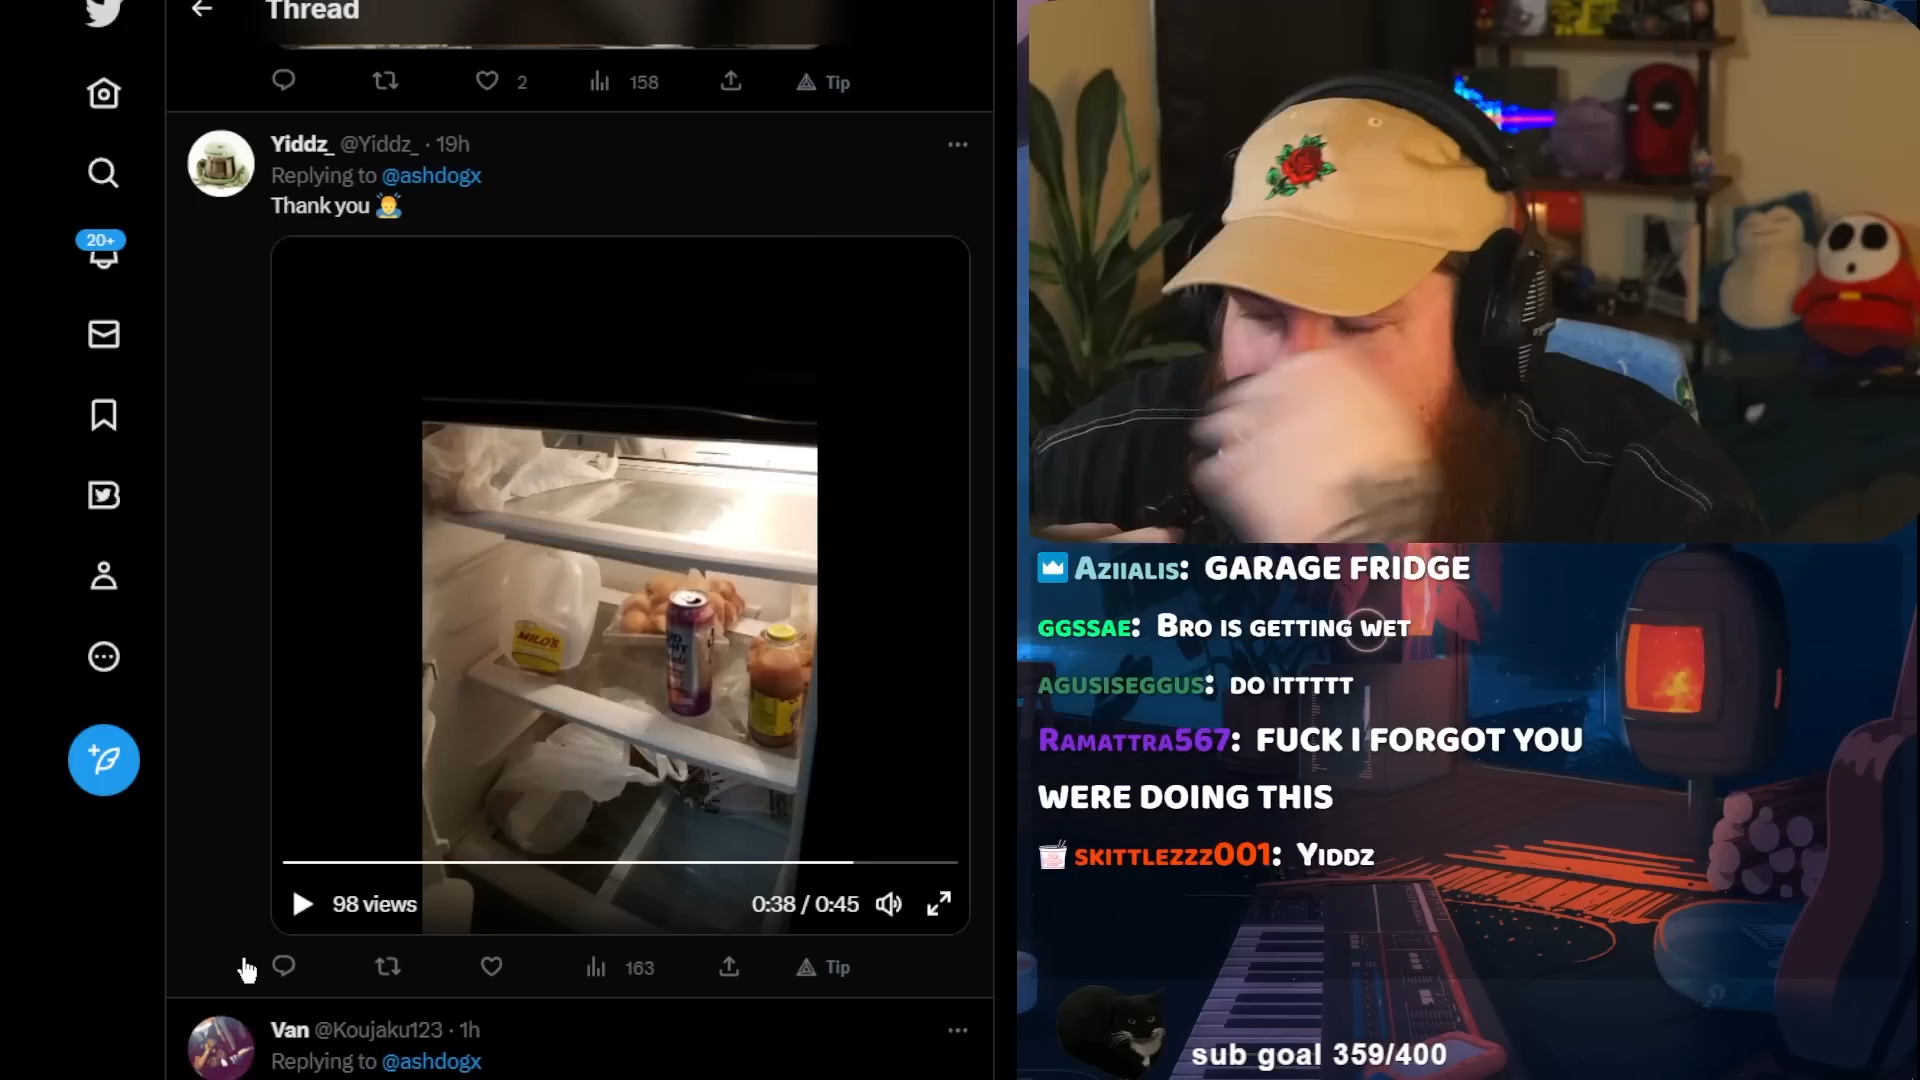 Thread
2
158
Tip
Yiddz_ @Yiddz_ · 19h
Replying to @ashdogx
Thank you
20+
MILO'S
98 views
0:38 / 0:45
163
Tip
Van @Koujaku123 · 1h
Replying to @ashdogx
AZIIALIS: GARAGE FRIDGE
GGSSAE: BRO IS GETTING WET
AGUSISEGGUS: DO ITTTTT
RAMATTRA567: FUCK I FORGOT YOU
WERE DOING THIS
SKITTLEZZZ001: YIDDZ
sub goal 359/400